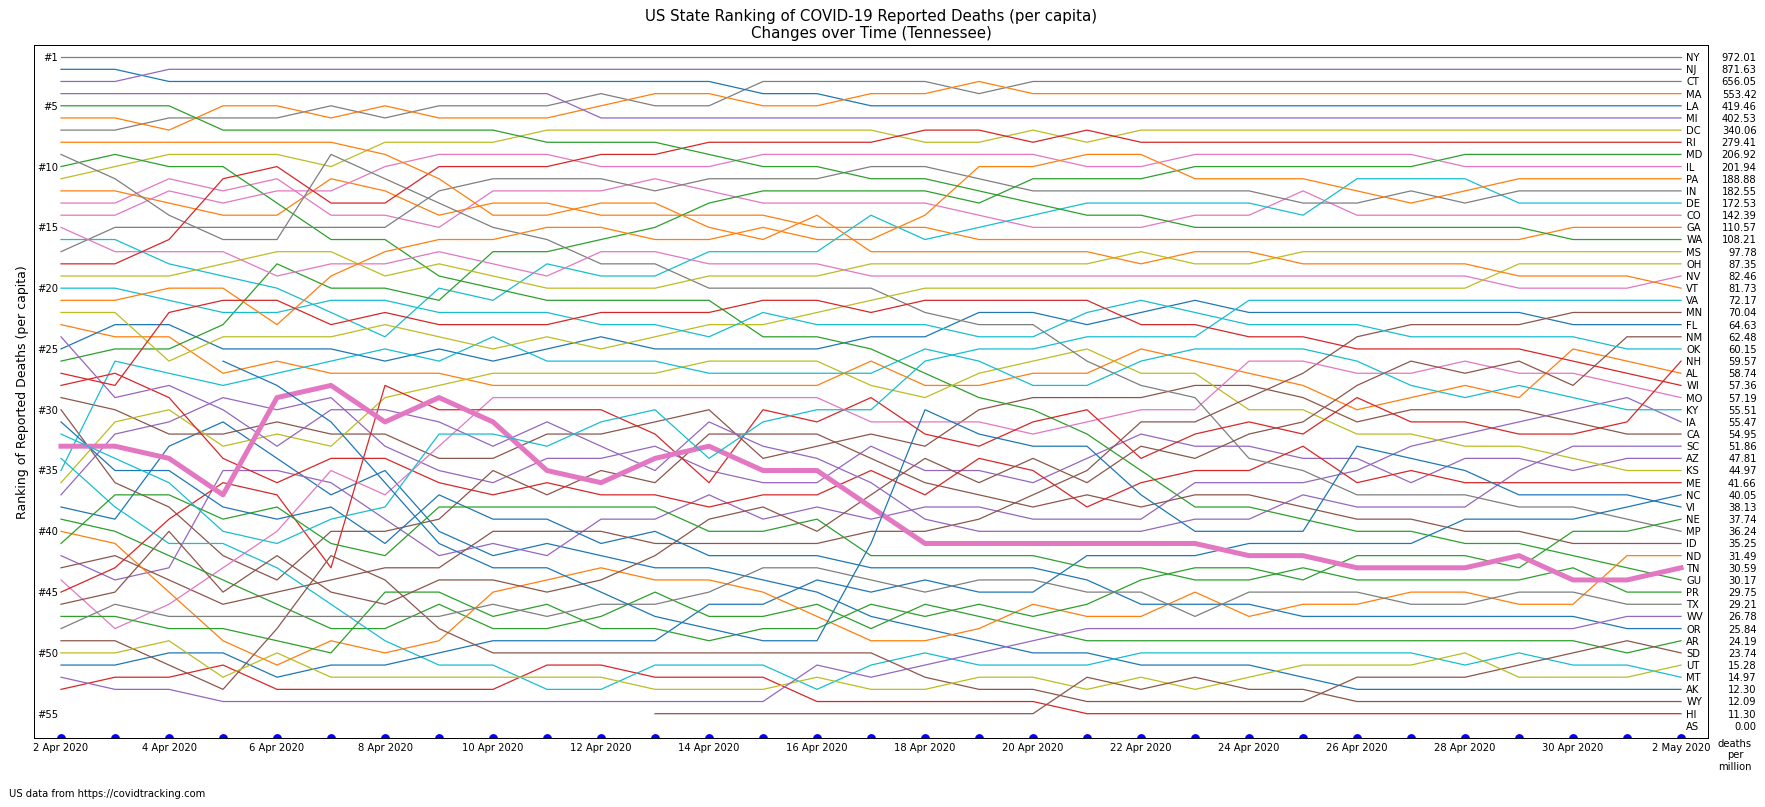 US State Ranking of COVID-19 Reported Deaths (per capita)
Changes over Time (Tennessee)
Ranking of Reported Deaths (per capita)
#1
#5
#10
#15
#20
#25
#30
#35
#40
#45
#50
#55
NY 972.01
NJ 871.63
CT 656.05
MA 553.42
LA 419.46
MI 402.53
DC 340.06
RI 279.41
MD 206.92
IL 201.94
PA 188.88
IN 182.55
DE 172.53
CO 142.39
GA 110.57
WA 108.21
MS 97.78
OH 87.35
NV 82.46
VT 81.73
VA 72.17
MN 70.04
FL 64.63
NM 62.48
OK 60.15
NH 59.57
AL 58.74
WI 57.36
MO 57.19
KY 55.51
IA 55.47
CA 54.95
SC 51.86
AZ 47.81
KS 44.97
ME 41.66
NC 40.05
VI 38.13
NE 37.74
MP 36.24
ID 35.25
ND 31.49
TN 30.59
GU 30.17
PR 29.75
TX 29.21
WV 26.78
OR 25.84
AR 24.19
SD 23.74
UT 15.28
MT 14.97
AK 12.30
WY 12.09
HI 11.30
AS 0.00
2 Apr 2020 4 Apr 2020 6 Apr 2020 8 Apr 2020 10 Apr 2020 12 Apr 2020 14 Apr 2020 16 Apr 2020 18 Apr 2020 20 Apr 2020 22 Apr 2020 24 Apr 2020 26 Apr 2020 28 Apr 2020 30 Apr 2020 2 May 2020
deaths
per
million
US data from https://covidtracking.com